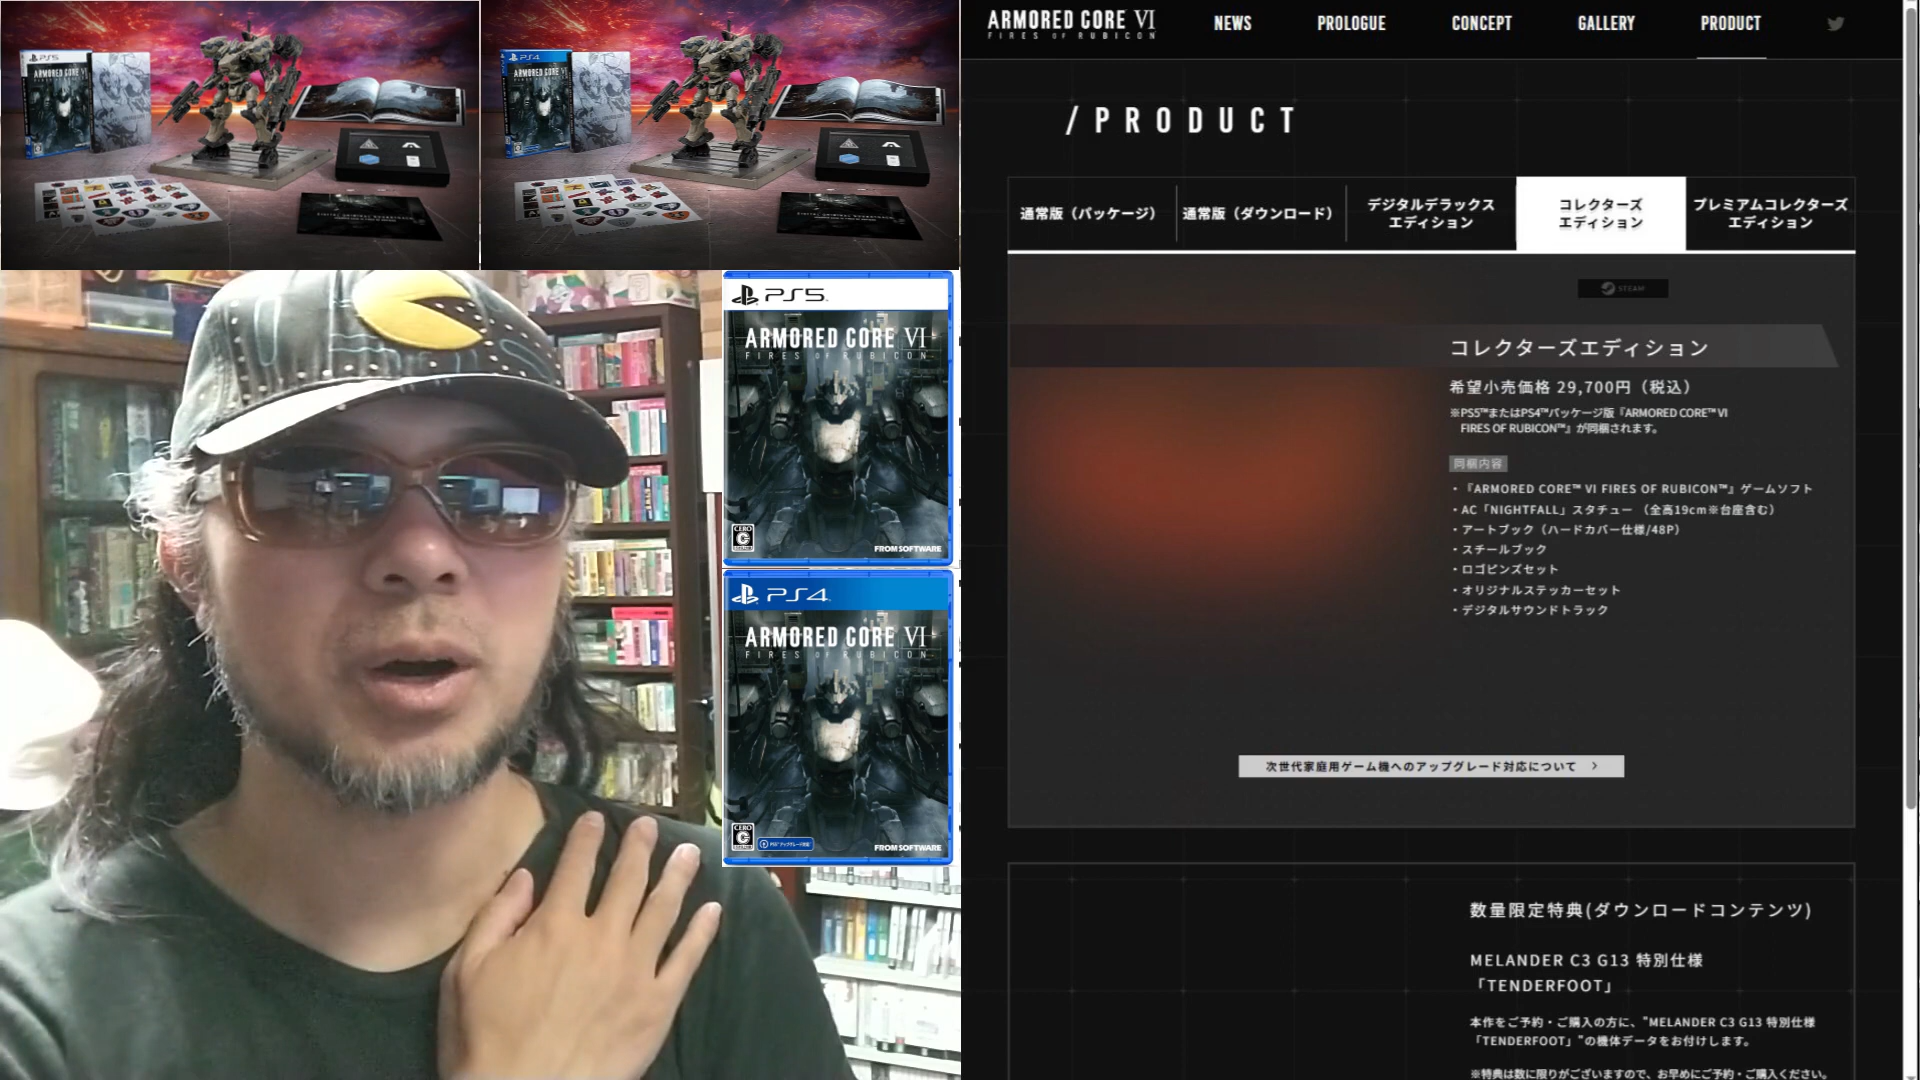 PS5
ARMORED CORE VI
PS4
ARMORED CORE VI
PS5
ARMORED CORE VI
FIRES OF RUBICON
CERO
FROMSOFTWARE
PS4
ARMORED CORE VI
FIRES OF RUBICON
CERO
FROMSOFTWARE
ARMORED CORE VI
FIRES OF RUBICON
NEWS
PROLOGUE
CONCEPT
GALLERY
PRODUCT
/PRODUCT
通常版（パッケージ）
通常版（ダウンロード）
デジタルデラックス
エディション
コレクターズ
エディション
プレミアムコレクターズ
エディション
STEAM
コレクターズエディション
希望小売価格 29,700円（税込）
※PS5™またはPS4™パッケージ版『ARMORED CORE™ VI
FIRES OF RUBICON™』が同梱されます。
同梱内容
・『ARMORED CORE™ VI FIRES OF RUBICON™』ゲームソフト
・AC「NIGHTFALL」スタチュー （全高19cm※台座含む）
・アートブック（ハードカバー仕様/48P）
・スチールブック
・ロゴピンズセット
・オリジナルステッカーセット
・デジタルサウンドトラック
次世代家庭用ゲーム機へのアップグレード対応について >
数量限定特典(ダウンロードコンテンツ)
MELANDER C3 G13 特別仕様
「TENDERFOOT」
本作をご予約・ご購入の方に、"MELANDER C3 G13 特別仕様
「TENDERFOOT」"の機体データをお付けします。
※特典は数に限りがございますので、お早めにご予約・ご購入ください。